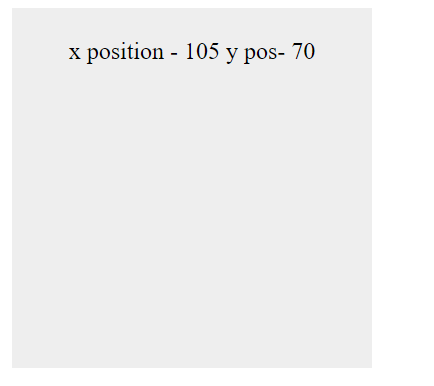 x position - 105 y pos- 70